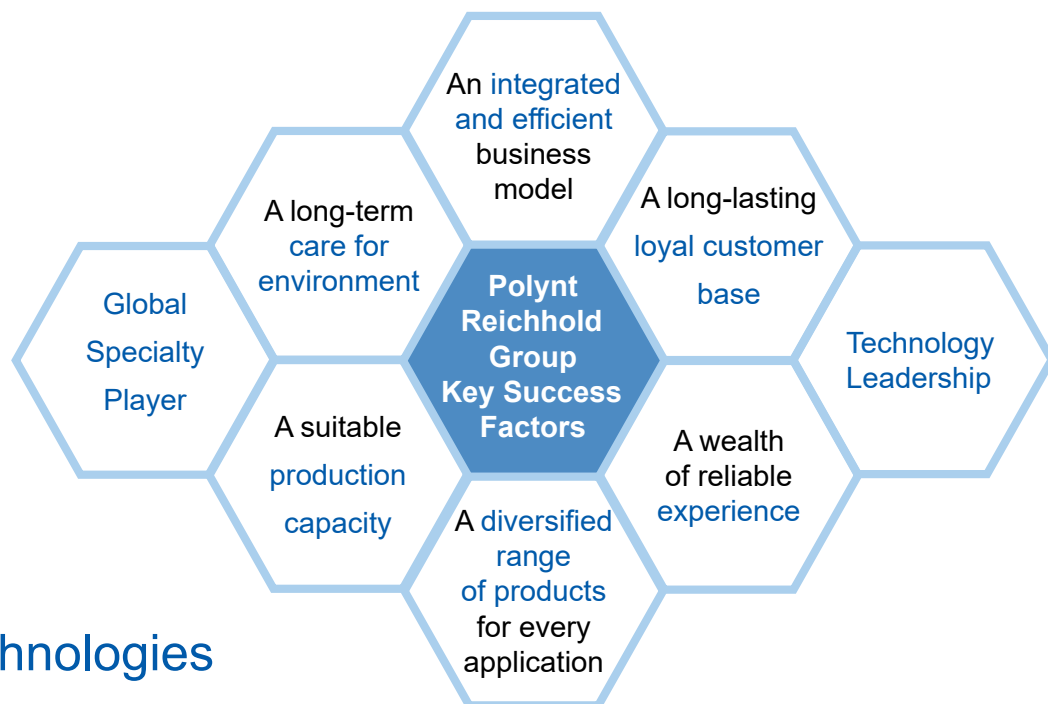 An integrated
and efficient
business
model
A long-term
care for
environment
A long-lasting
loyal customer
base
Global
Specialty
Player
Polynt
Reichhold
Group
Key Success
Factors
Technology
Leadership
A suitable
production
capacity
A wealth
of reliable
experience
A diversified
range
of products
for every
application
hnologies